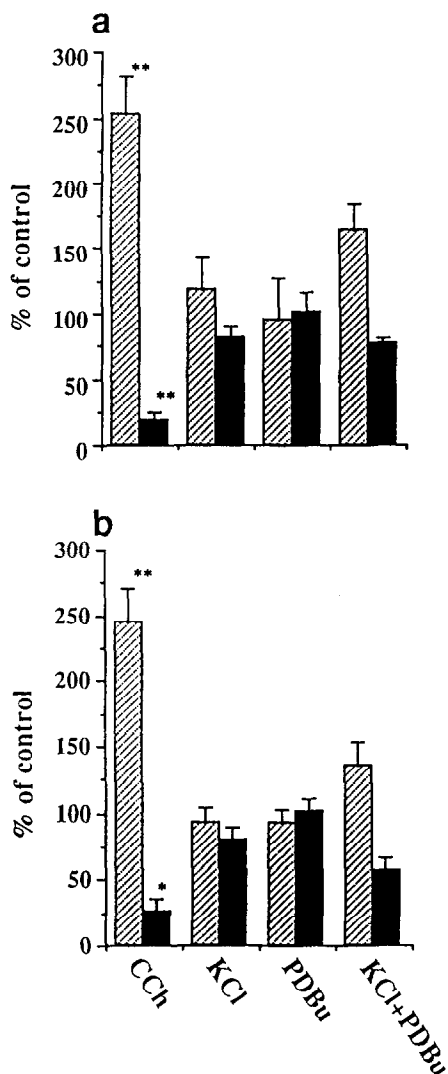 a
% of control
300
250
200
150
100
50
0
**
**
b
% of control
300
250
200
150
100
50
0
**
*
CCh
KCl
PDBu
KCl+PDBu